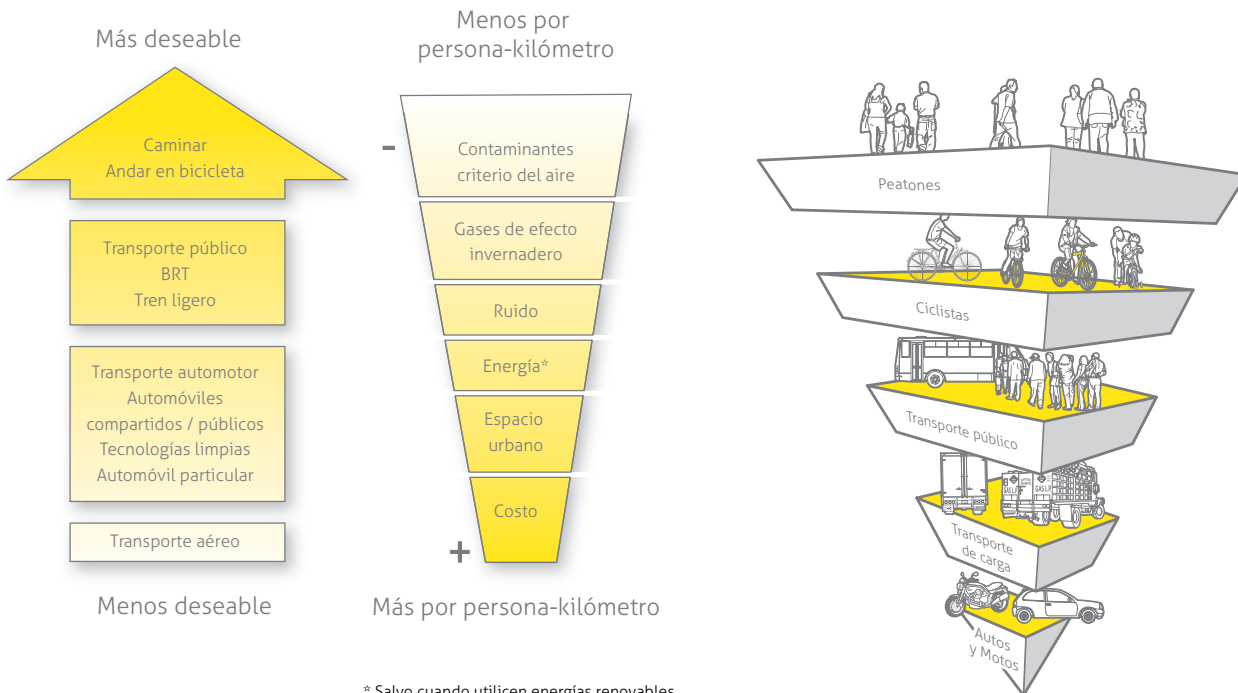 Más deseable
Caminar
Andar en bicicleta
Transporte público
BRT
Tren ligero
Transporte automotor
Automóviles
compartidos / públicos
Tecnologías limpias
Automóvil particular
Transporte aéreo
Menos deseable
Menos por
persona-kilómetro
-
Contaminantes
criterio del aire
Gases de efecto
invernadero
Ruido
Energía*
Espacio
urbano
Costo
+
Más por persona-kilómetro
* Salvo cuando utilicen energías renovables
Peatones
Ciclistas
Transporte público
GAS L.P.
GAS L.P.
Transporte
de carga
Autos
y Motos